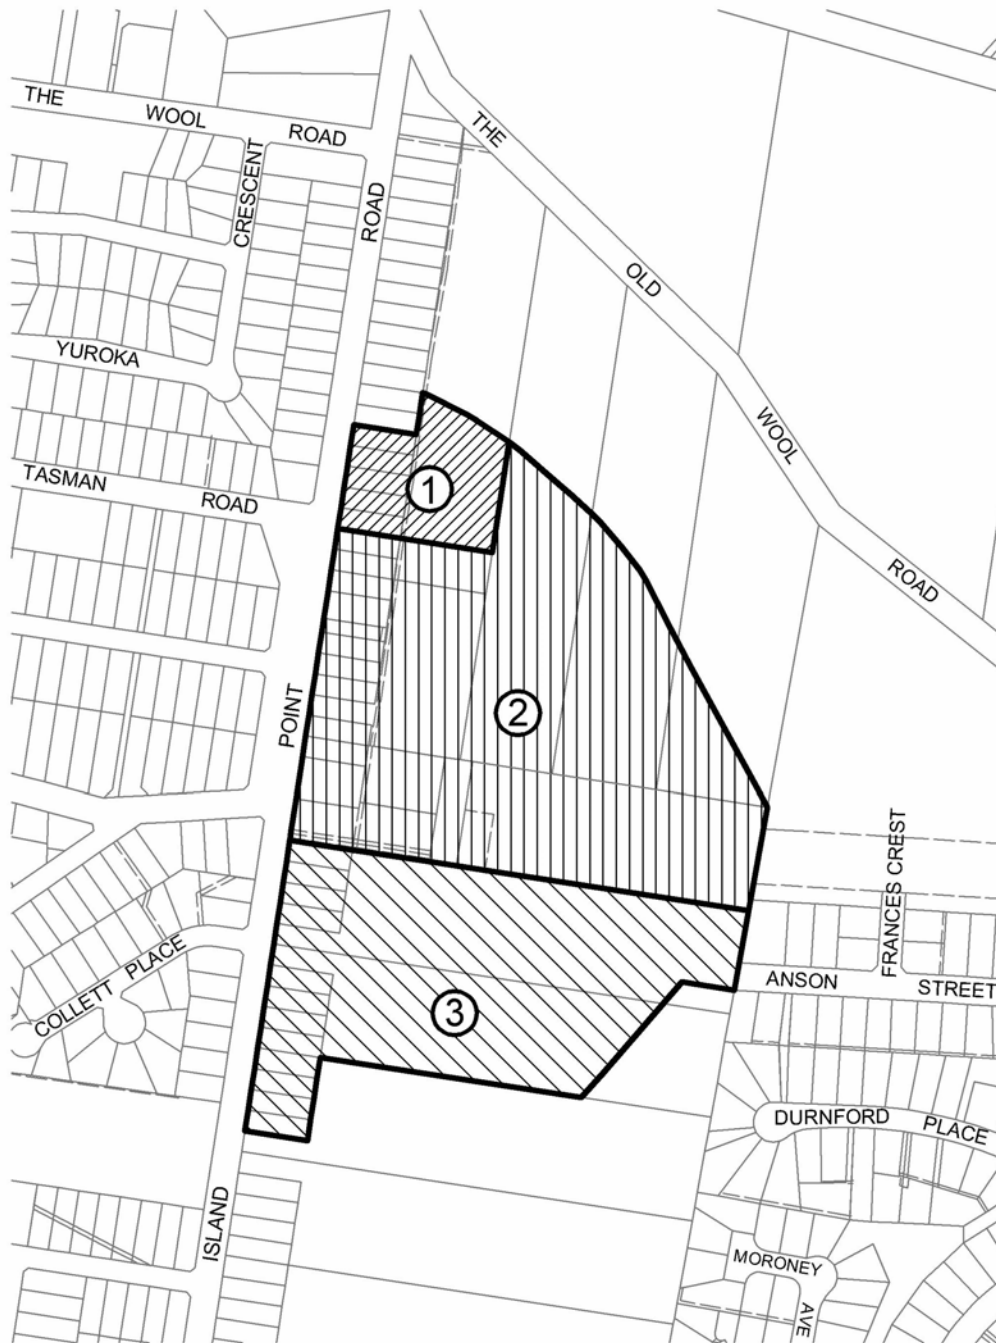 THE WOOL ROAD
THE
CRESCENT
ROAD
OLD
YUROKA
WOOL
TASMAN ROAD
1
ROAD
POINT
2
FRANCES CREST
COLLETT PLACE
ANSON STREET
3
DURNFORD PLACE
ISLAND
MORONEY
AVE